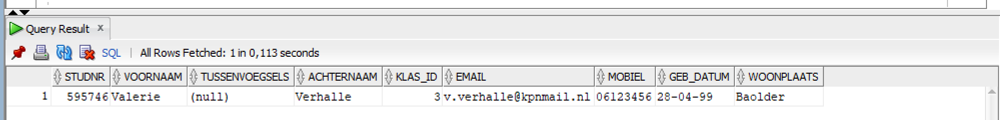 Query Result x
SQL | All Rows Fetched: 1 in 0,113 seconds
STUDNR VOORNAAM TUSSENVOEGSELS ACHTERNAAM KLAS_ID EMAIL MOBIEL GEB_DATUM WOONPLAATS
1 595746 Valerie (null) Verhalle 3 v.verhalle@kpnmail.nl 06123456 28-04-99 Baolder